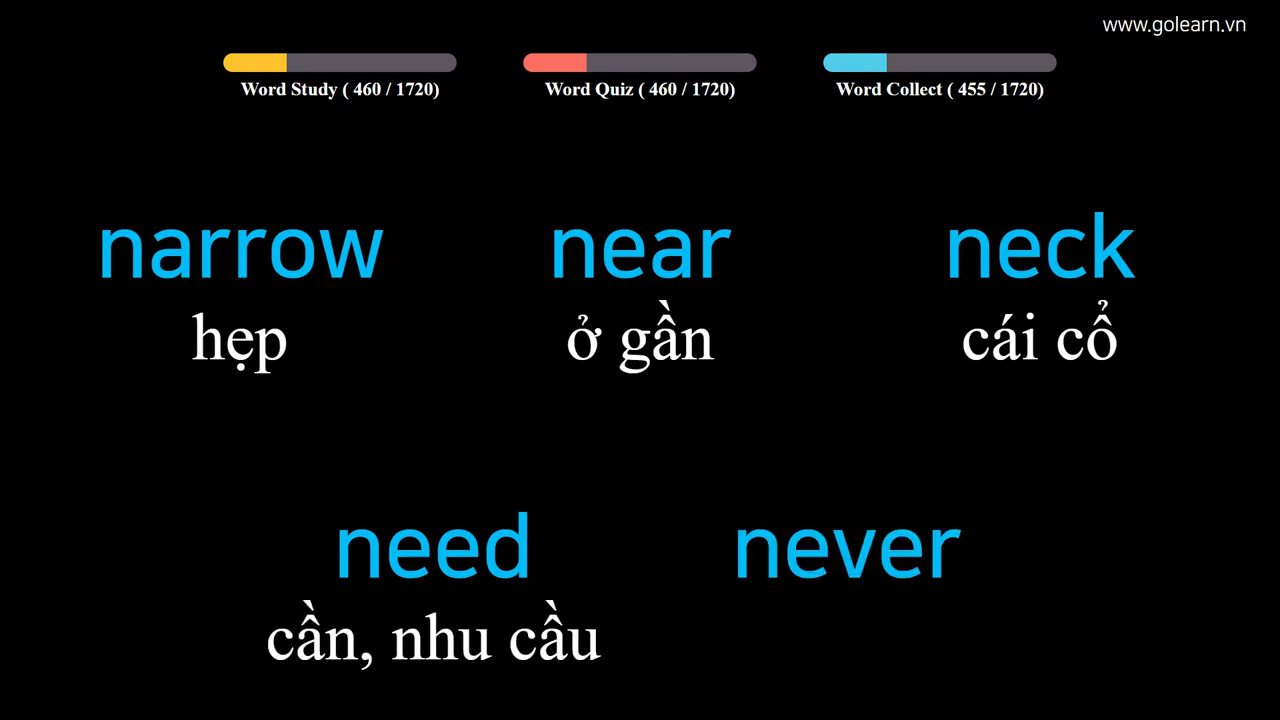 www.golearn.vn
Word Study ( 460 / 1720)
Word Quiz ( 460 / 1720)
Word Collect ( 455 / 1720)
narrow
near
neck
hẹp
ở gần
cái cổ
need
never
cần, nhu cầu